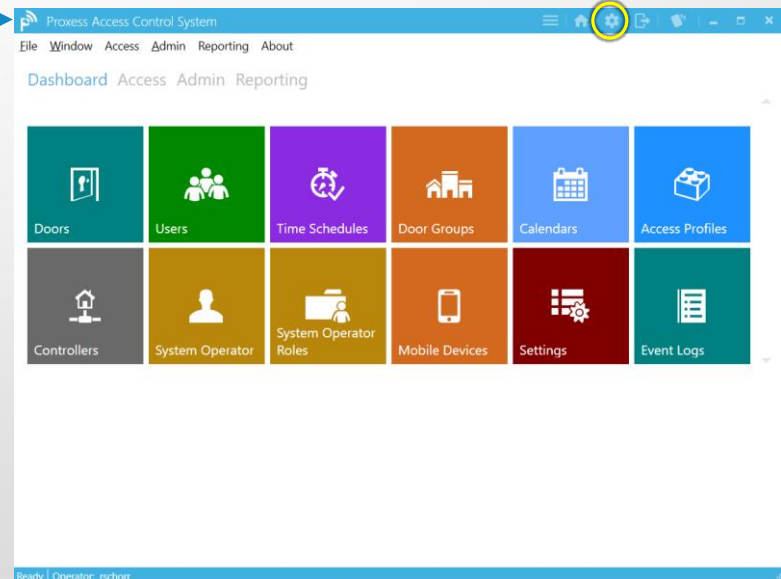 Proxess Access Control System
File Window Access Admin Reporting About
Dashboard Access Admin Reporting
Doors
Users
Time Schedules
Door Groups
Calendars
Access Profiles
Controllers
System Operator
System Operator
Roles
Mobile Devices
Settings
Event Logs
Ready Operator: rschorr